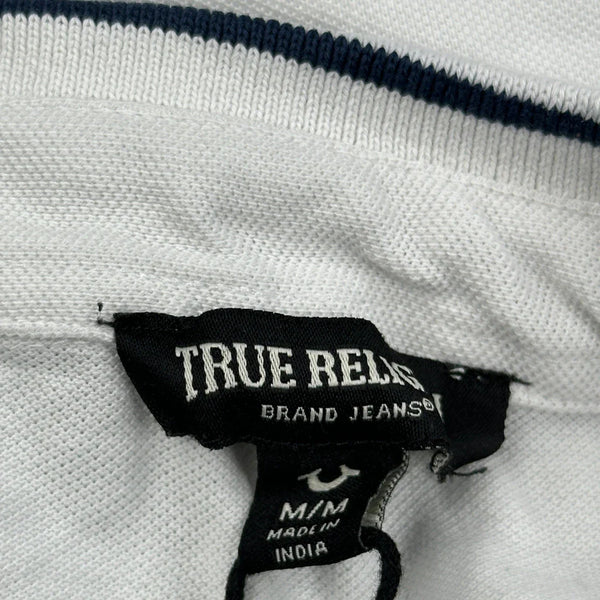 TRUE RELIG
BRAND JEANS®
M/M
MADE IN
INDIA